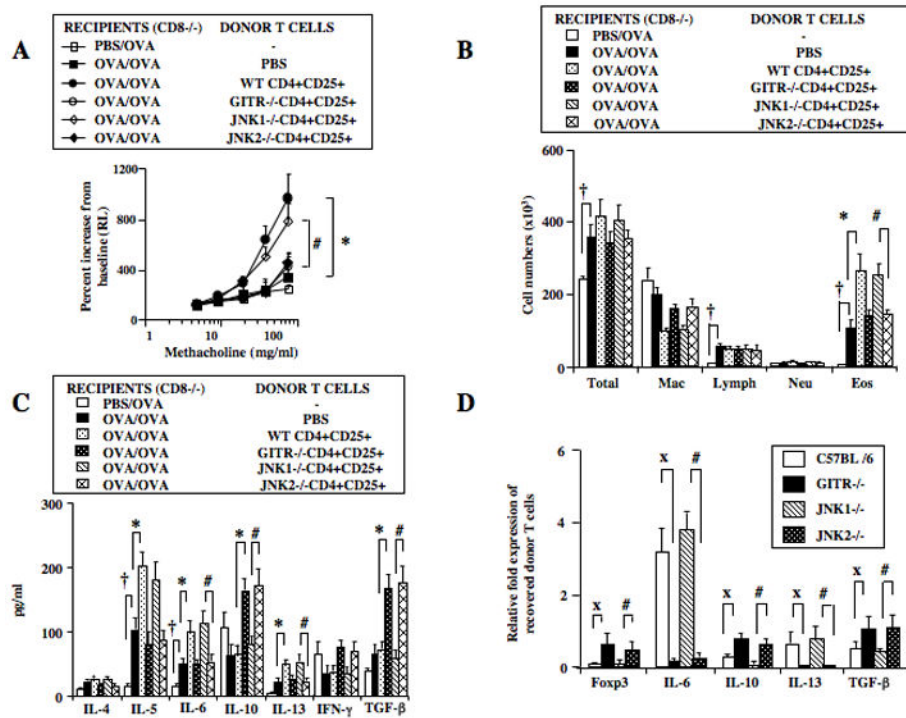 A
RECIPIENTS (CD8-/-) DONOR T CELLS
PBS/OVA -
OVA/OVA PBS
OVA/OVA WT CD4+CD25+
OVA/OVA GITR-/-CD4+CD25+
OVA/OVA JNK1-/-CD4+CD25+
OVA/OVA JNK2-/-CD4+CD25+
Percent increase from
baseline (RL)
1200
800
400
0
# *
1 10 100
Methacholine (mg/ml)
B
RECIPIENTS (CD8-/-) DONOR T CELLS
PBS/OVA -
OVA/OVA PBS
OVA/OVA WT CD4+CD25+
OVA/OVA GITR-/-CD4+CD25+
OVA/OVA JNK1-/-CD4+CD25+
OVA/OVA JNK2-/-CD4+CD25+
Cell numbers (x10³)
600
400
200
0
† † † * #
Total Mac Lymph Neu Eos
C
RECIPIENTS (CD8-/-) DONOR T CELLS
PBS/OVA -
OVA/OVA PBS
OVA/OVA WT CD4+CD25+
OVA/OVA GITR-/-CD4+CD25+
OVA/OVA JNK1-/-CD4+CD25+
OVA/OVA JNK2-/-CD4+CD25+
pg/ml
300
200
100
0
† * † * # * # * # * #
IL-4 IL-5 IL-6 IL-10 IL-13 IFN-γ TGF-β
D
Relative fold expression of
recovered donor T cells
6
4
2
0
C57BL /6
GITR-/-
JNK1-/-
JNK2-/-
x # x # x # x # x #
Foxp3 IL-6 IL-10 IL-13 TGF-β